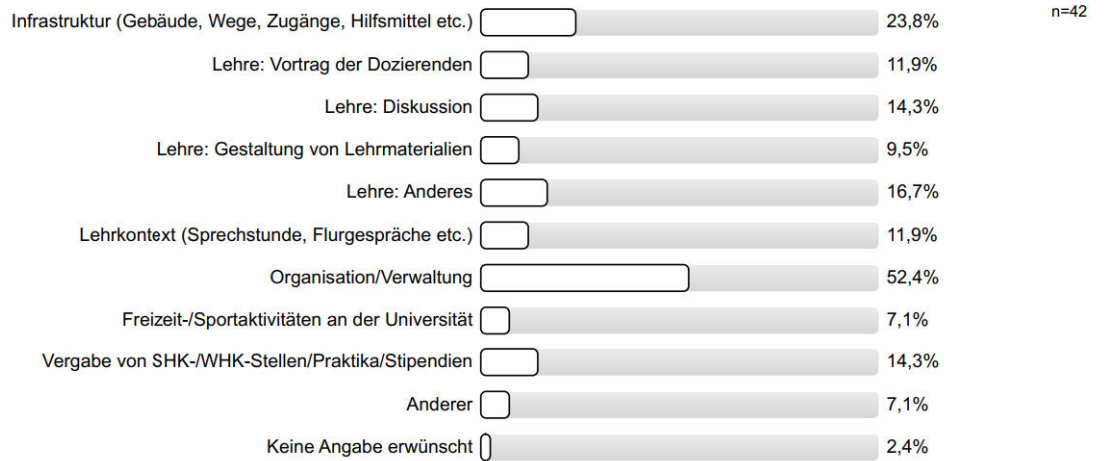 Infrastruktur (Gebäude, Wege, Zugänge, Hilfsmittel etc.) 23,8% n=42
Lehre: Vortrag der Dozierenden 11,9%
Lehre: Diskussion 14,3%
Lehre: Gestaltung von Lehrmaterialien 9,5%
Lehre: Anderes 16,7%
Lehrkontext (Sprechstunde, Flurgespräche etc.) 11,9%
Organisation/Verwaltung 52,4%
Freizeit-/Sportaktivitäten an der Universität 7,1%
Vergabe von SHK-/WHK-Stellen/Praktika/Stipendien 14,3%
Anderer 7,1%
Keine Angabe erwünscht 2,4%